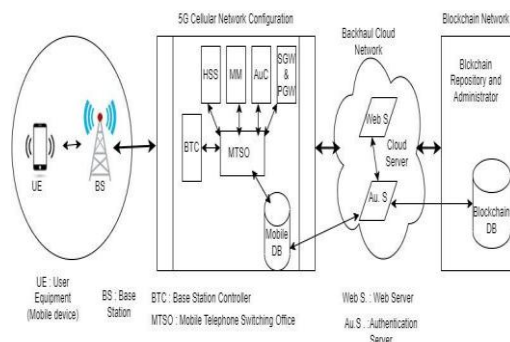 5G Cellular Network Configuration
Backhaul Cloud
Network
Blockchain Network
HSS
MM
AuC
SGW
&
PGW
BTC
MTSO
Mobile
DB
UE
BS
Web S
Cloud
Server
Au. S
Blckchain
Repository and
Administrator
Blockchain
DB
UE : User
Equipment
(Mobile device)
BS : Base
Station
BTC : Base Station Controller
MTSO : Mobile Telephone Switching Office
Web S. : Web Server
Au.S : Authentication
Server